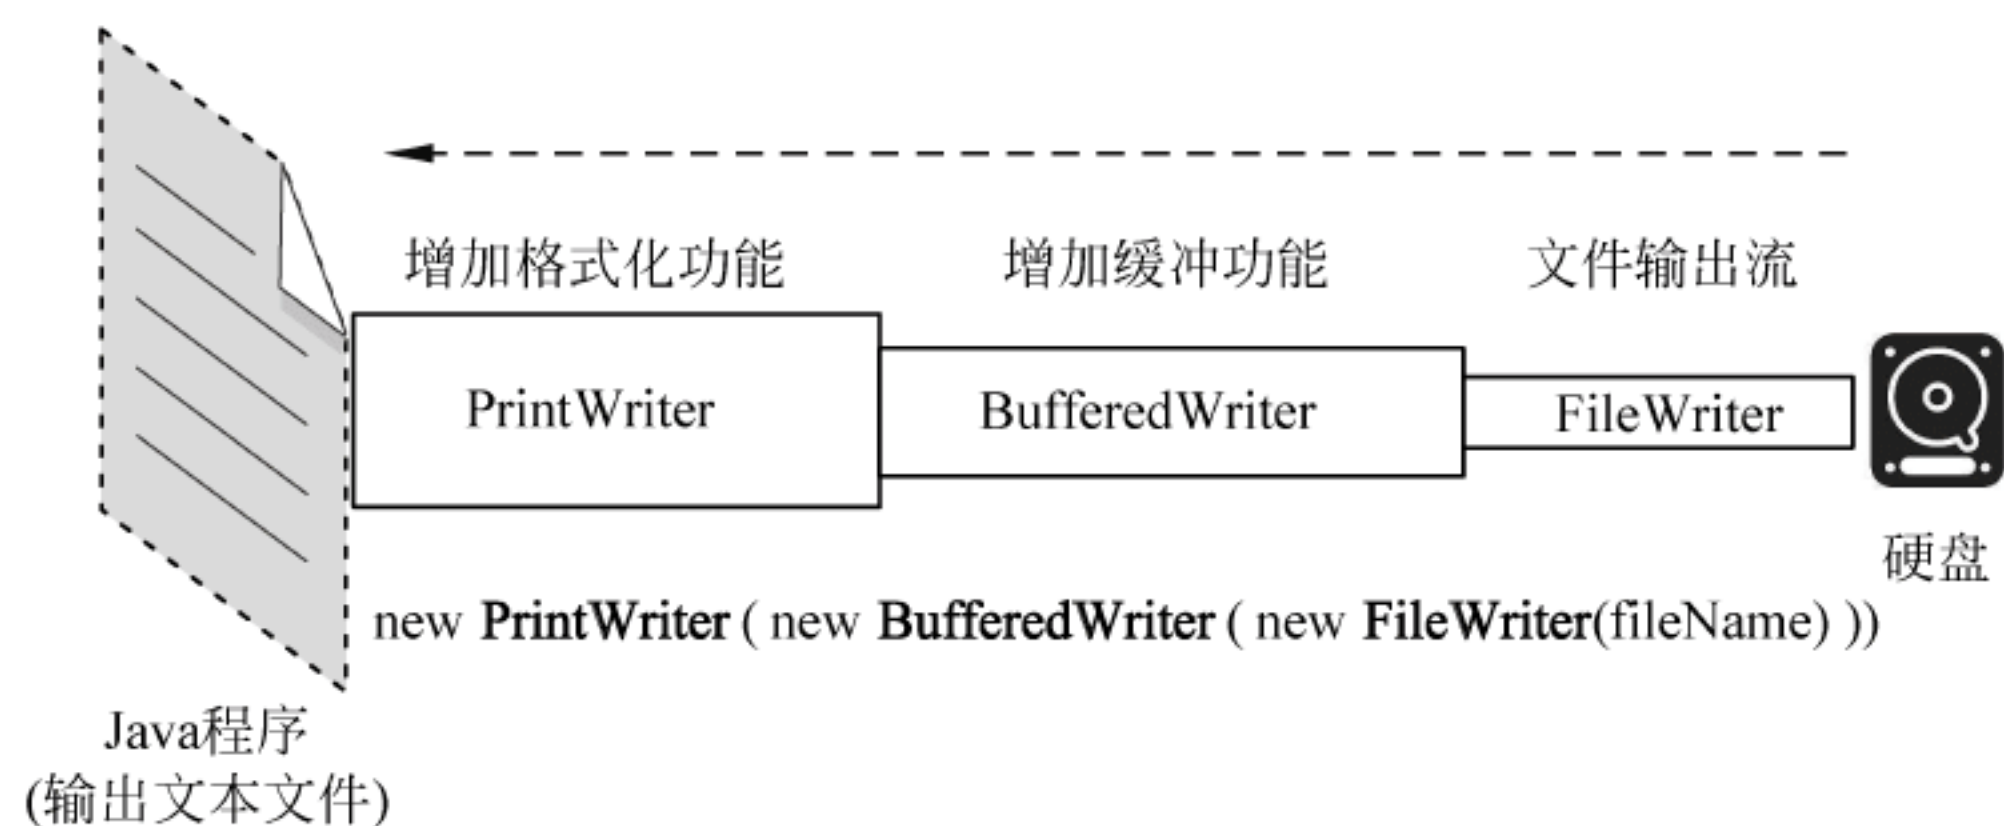 增加格式化功能
增加缓冲功能
文件输出流
PrintWriter
BufferedWriter
FileWriter
硬盘
new PrintWriter ( new BufferedWriter ( new FileWriter(fileName) ))
Java程序
(输出文本文件)